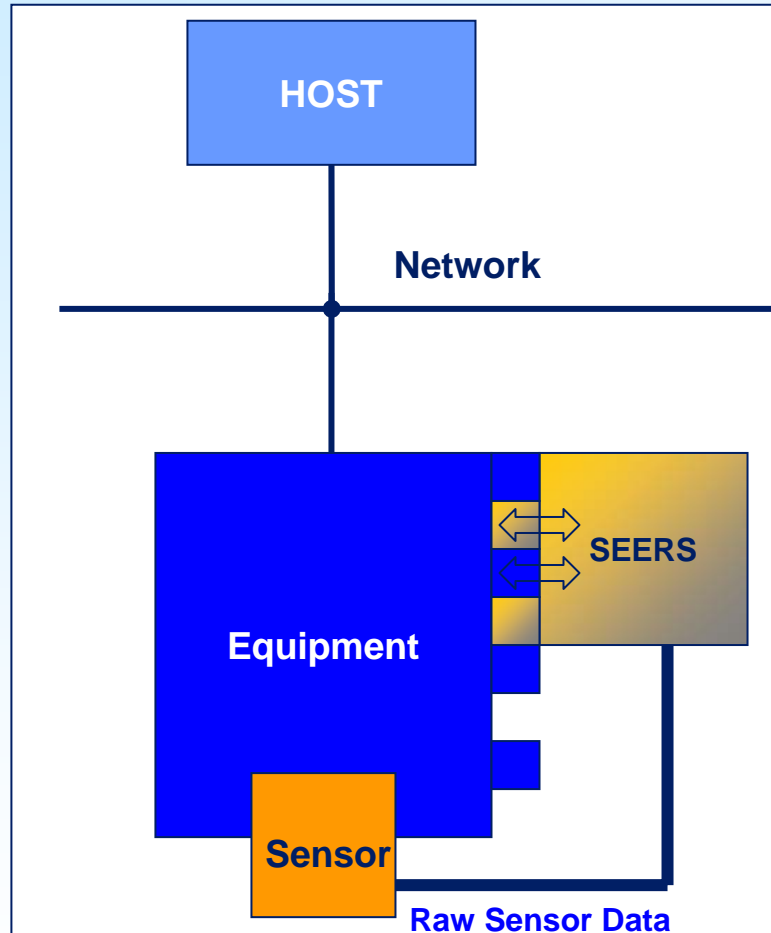 HOST
Network
SEERS
Equipment
Sensor
Raw Sensor Data